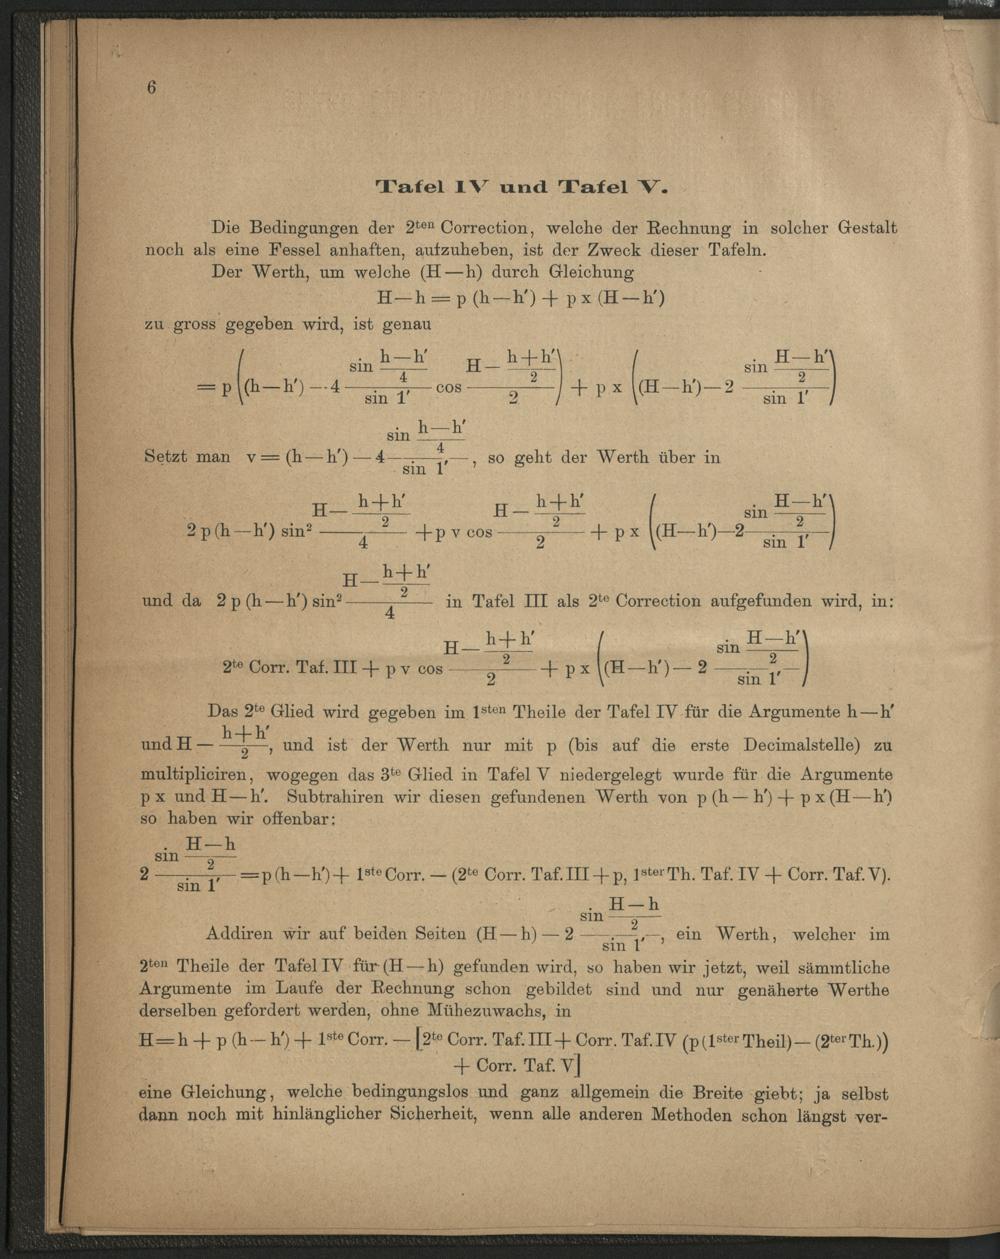 6
Tafel IV und Tafel V.
Die Bedingungen der 2ten Correction, welche der Rechnung in solcher Gestalt
noch als eine Fessel anhaften, aufzuheben, ist der Zweck dieser Tafeln.
Der Werth, um welche (H—h) durch Gleichung
H—h = p (h—h′) + p x (H—h′)
zu gross gegeben wird, ist genau
= p ((h—h′) — 4 (sin (h—h′)/4)/(sin 1′) cos (H—(h+h′)/2)/2) + p x ((H—h′)—2 (sin (H—h′)/2)/(sin 1′))
Setzt man v = (h—h′) — 4 (sin (h—h′)/4)/(sin 1′), so geht der Werth über in
2 p (h—h′) sin² (H—(h+h′)/2)/4 + p v cos (H—(h+h′)/2)/2 + p x ((H—h′)—2 (sin (H—h′)/2)/(sin 1′))
und da 2 p (h—h′) sin² (H—(h+h′)/2)/4 in Tafel III als 2te Correction aufgefunden wird, in:
2te Corr. Taf. III + p v cos (H—(h+h′)/2)/2 + p x ((H—h′)—2 (sin (H—h′)/2)/(sin 1′))
Das 2te Glied wird gegeben im 1sten Theile der Tafel IV für die Argumente h—h′
und H — (h+h′)/2, und ist der Werth nur mit p (bis auf die erste Decimalstelle) zu
multipliciren, wogegen das 3te Glied in Tafel V niedergelegt wurde für die Argumente
p x und H—h′. Subtrahiren wir diesen gefundenen Werth von p (h—h′) + p x (H—h′)
so haben wir offenbar:
2 (sin (H—h)/2)/(sin 1′) = p (h—h′) + 1ste Corr. — (2te Corr. Taf. III + p, 1ster Th. Taf. IV + Corr. Taf. V).
Addiren wir auf beiden Seiten (H—h) — 2 (sin (H—h)/2)/(sin 1′), ein Werth, welcher im
2ten Theile der Tafel IV für (H—h) gefunden wird, so haben wir jetzt, weil sämmtliche
Argumente im Laufe der Rechnung schon gebildet sind und nur genäherte Werthe
derselben gefordert werden, ohne Mühezuwachs, in
H = h + p (h—h′) + 1ste Corr. — [2te Corr. Taf. III + Corr. Taf. IV (p (1ster Theil) — (2ter Th.))
+ Corr. Taf. V]
eine Gleichung, welche bedingungslos und ganz allgemein die Breite giebt; ja selbst
dann noch mit hinlänglicher Sicherheit, wenn alle anderen Methoden schon längst ver-